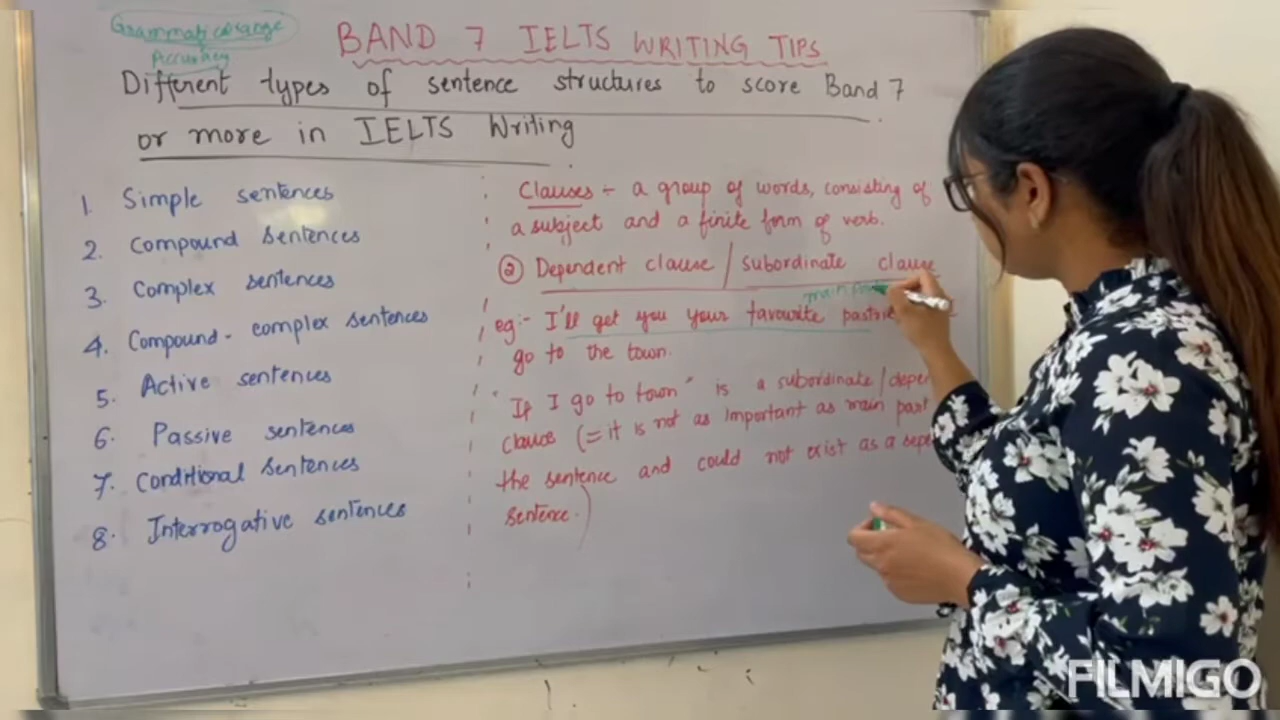 Grammatical range
&
Accuracy
BAND 7 IELTS WRITING TIPS
Different types of sentence structures to score Band 7
or more in IELTS Writing
1. Simple sentences
2. Compound sentences
3. Complex sentences
4. Compound - complex sentences
5. Active sentences
6. Passive sentences
7. Conditional sentences
8. Interrogative sentences
Clauses :- a group of words, consisting of
a subject and a finite form of verb.
② Dependent clause / subordinate clause
main
eg:- I'll get you your favourite
go to the town.
"If I go to town" is a subordinate/
clause (= it is not as important as main part
the sentence and could not exist as a
sentence.)
FILMIGO